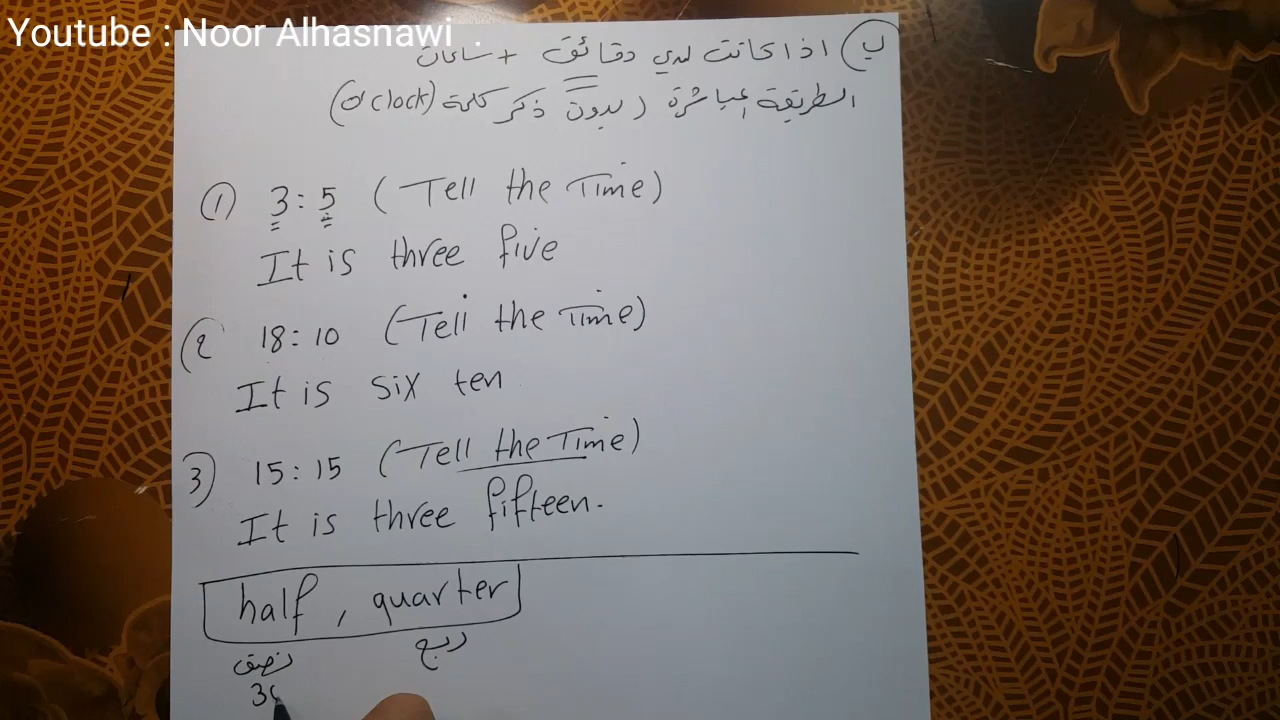 Youtube : Noor Alhasnawi .
ب) اذا كانت لدي دقائق + ساعات
الطريقة المباشرة (بدون ذكر كلمة (o'clock)
1) 3:5 (Tell the Time)
It is three five
(2 18:10 (Tell the Time)
It is six ten
3) 15:15 (Tell the Time)
It is three fifteen.
half , quarter
نصف ربع